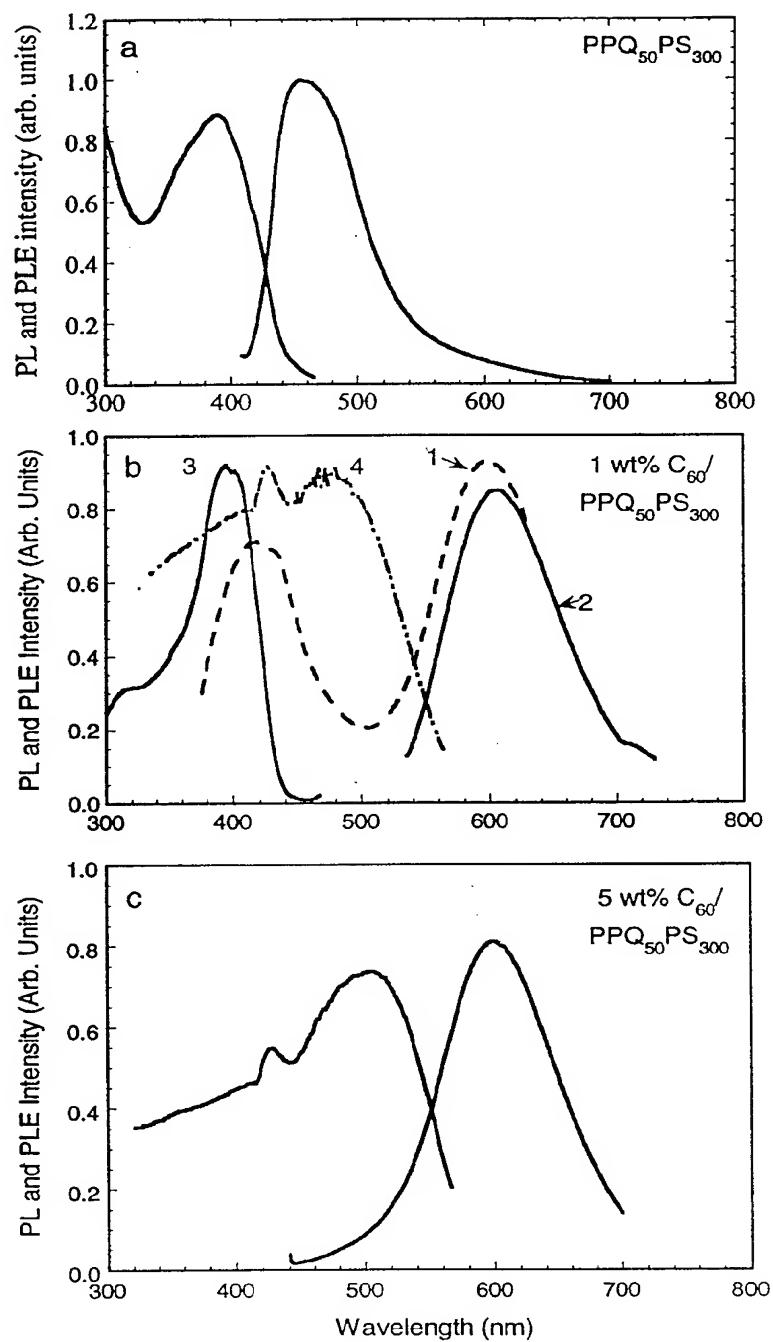 1.2
a
PPQ50PS300
1.0
0.8
0.6
0.4
0.2
0.0
PL and PLE intensity (arb. units)
300 400 500 600 700 800
1.0
b
3
4
1
1 wt% C60/
PPQ50PS300
0.8
2
0.6
0.4
0.2
0.0
PL and PLE Intensity (Arb. Units)
300 400 500 600 700 800
1.0
c
5 wt% C60/
PPQ50PS300
0.8
0.6
0.4
0.2
0.0
PL and PLE Intensity (Arb. Units)
300 400 500 600 700 800
Wavelength (nm)